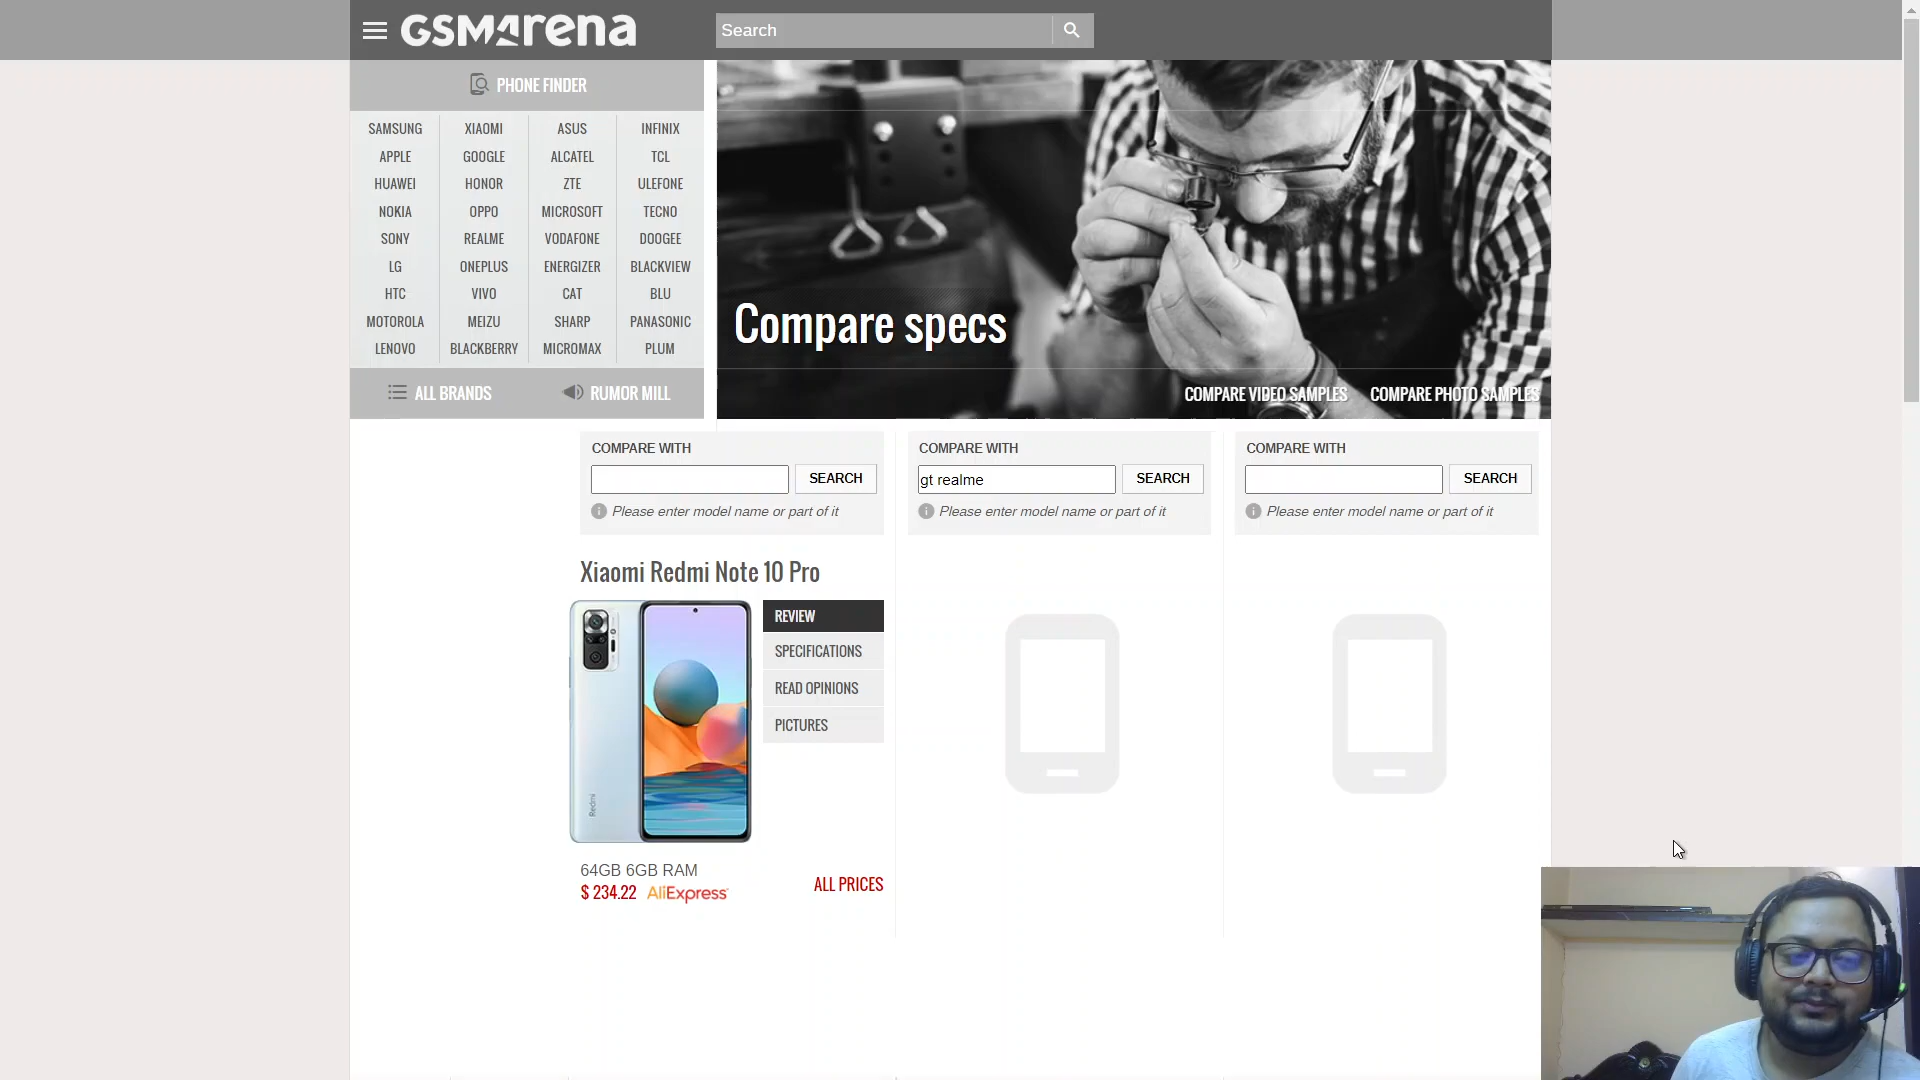 GSMArena
Search
PHONE FINDER
SAMSUNG XIAOMI ASUS INFINIX
APPLE GOOGLE ALCATEL TCL
HUAWEI HONOR ZTE ULEFONE
NOKIA OPPO MICROSOFT TECNO
SONY REALME VODAFONE DOOGEE
LG ONEPLUS ENERGIZER BLACKVIEW
HTC VIVO CAT BLU
MOTOROLA MEIZU SHARP PANASONIC
LENOVO BLACKBERRY MICROMAX PLUM
ALL BRANDS RUMOR MILL
Compare specs
COMPARE VIDEO SAMPLES COMPARE PHOTO SAMPLES
COMPARE WITH
SEARCH
Please enter model name or part of it
COMPARE WITH
gt realme SEARCH
Please enter model name or part of it
COMPARE WITH
SEARCH
Please enter model name or part of it
Xiaomi Redmi Note 10 Pro
Redmi
REVIEW
SPECIFICATIONS
READ OPINIONS
PICTURES
64GB 6GB RAM
$ 234.22 AliExpress
ALL PRICES